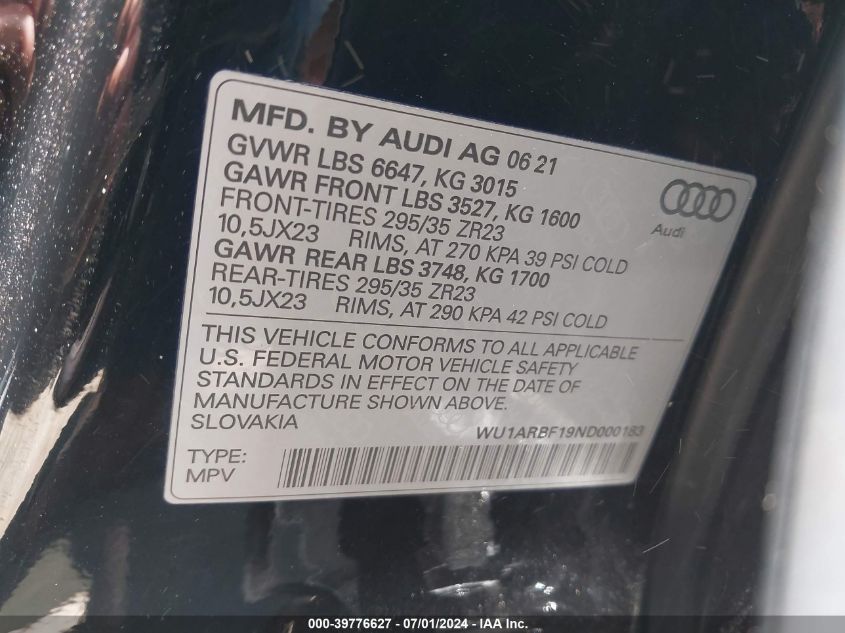 MFD. BY AUDI AG 06 21
GVWR LBS 6647, KG 3015
GAWR FRONT LBS 3527, KG 1600
FRONT-TIRES 295/35 ZR23
10,5JX23 RIMS, AT 270 KPA 39 PSI COLD
GAWR REAR LBS 3748, KG 1700
REAR-TIRES 295/35 ZR23
10,5JX23 RIMS, AT 290 KPA 42 PSI COLD
Audi
THIS VEHICLE CONFORMS TO ALL APPLICABLE
U.S. FEDERAL MOTOR VEHICLE SAFETY
STANDARDS IN EFFECT ON THE DATE OF
MANUFACTURE SHOWN ABOVE.
SLOVAKIA WU1ARBF19ND000183
TYPE:
MPV
000-39776627 - 07/01/2024 - IAA Inc.